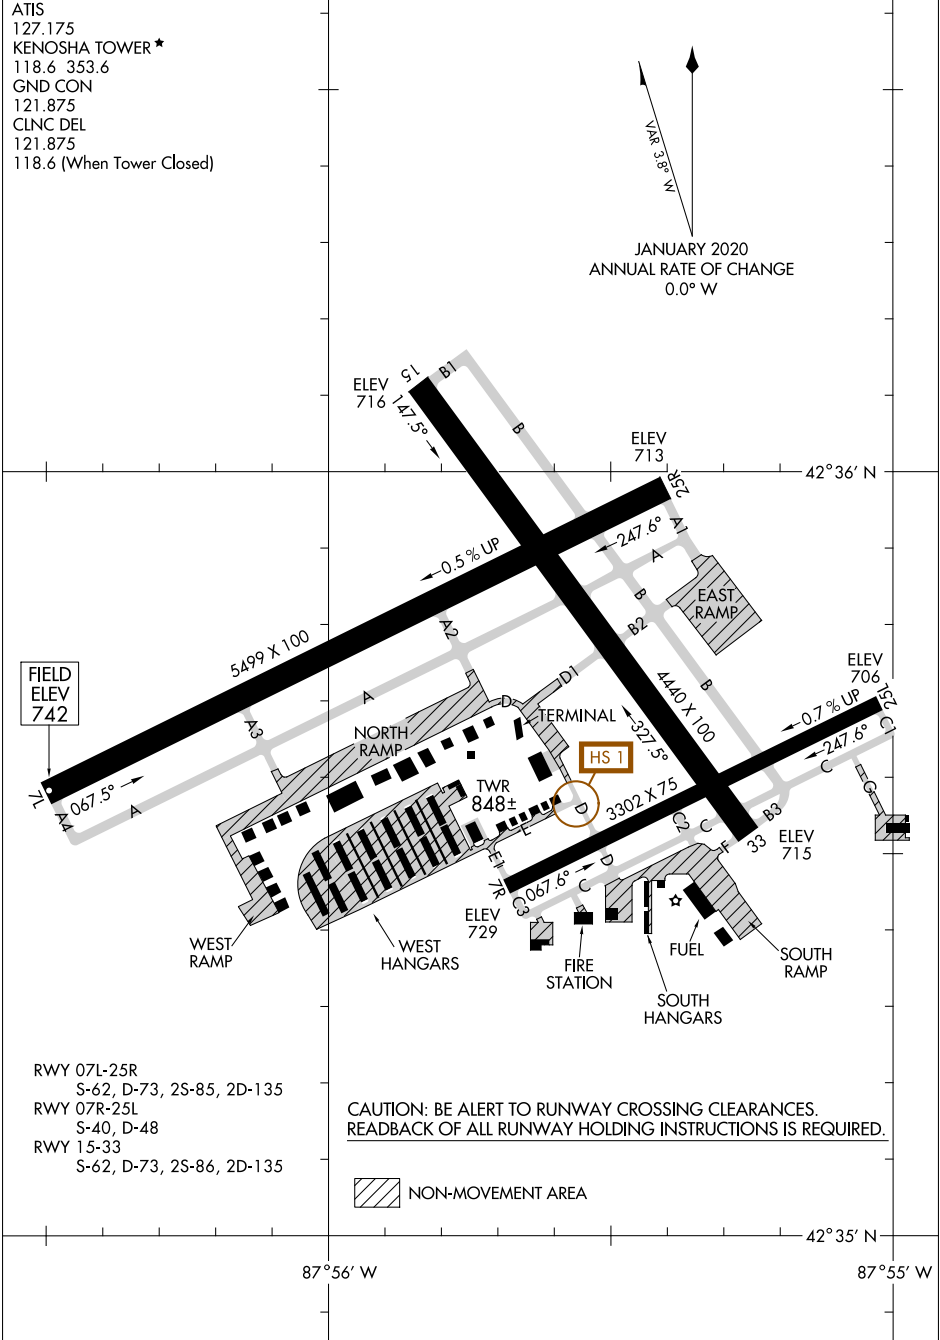 ATIS
127.175
KENOSHA TOWER★
118.6 353.6
GND CON
121.875
CLNC DEL
121.875
118.6 (When Tower Closed)
VAR 3.8° W
JANUARY 2020
ANNUAL RATE OF CHANGE
0.0° W
15
B1
ELEV
716
147.5°
B
ELEV
713
25R
42°36' N
A1
247.6°
A
0.5% UP
B
EAST
RAMP
A2
B2
5499 X 100
FIELD
ELEV
742
ELEV
706
25L
D1
4440 X 100
B
A
D
0.7% UP
A3
NORTH
RAMP
TERMINAL
327.5°
247.6°
C1
C
HS 1
067.5°
7L
A4
A
TWR
848±
D
3302 X 75
G
B3
C2
C
E
33
ELEV
715
F
E1
D
7R
067.6°
C
C3
ELEV
729
WEST
RAMP
WEST
HANGARS
FIRE
STATION
FUEL
SOUTH
RAMP
SOUTH
HANGARS
RWY 07L-25R
S-62, D-73, 2S-85, 2D-135
RWY 07R-25L
S-40, D-48
RWY 15-33
S-62, D-73, 2S-86, 2D-135
CAUTION: BE ALERT TO RUNWAY CROSSING CLEARANCES.
READBACK OF ALL RUNWAY HOLDING INSTRUCTIONS IS REQUIRED.
NON-MOVEMENT AREA
42°35' N
87°56' W
87°55' W